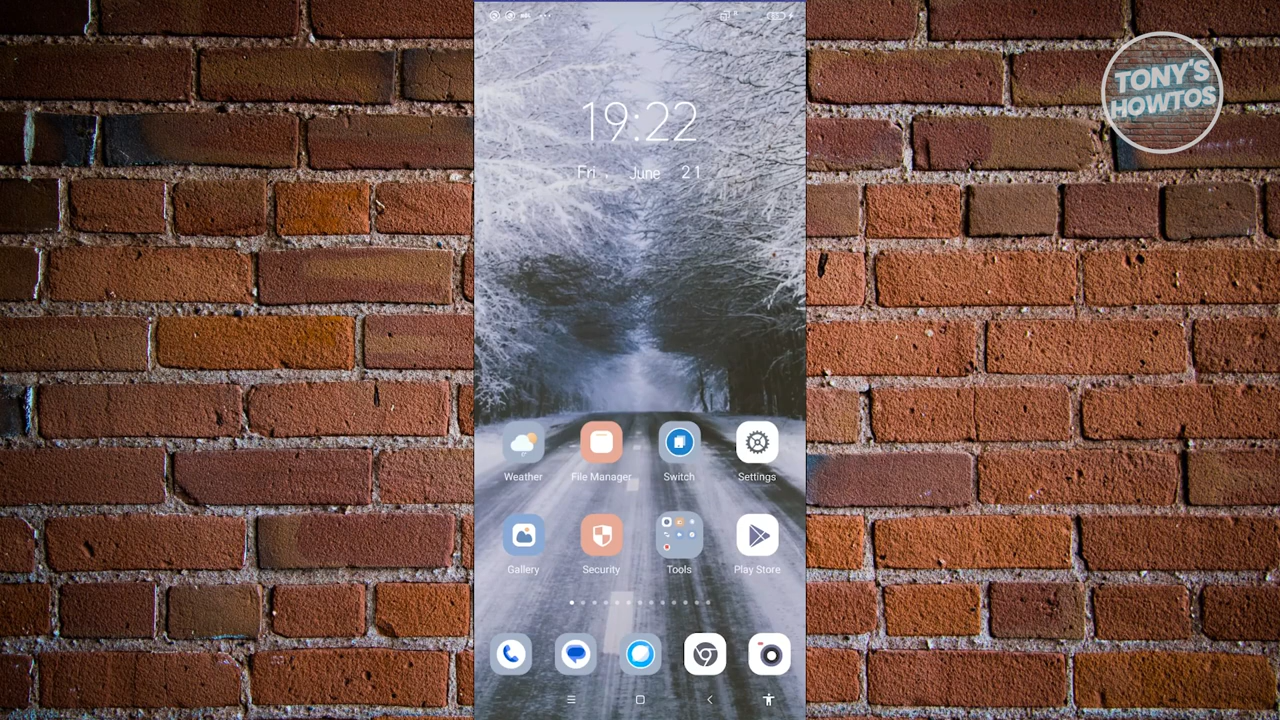 TONY'S
HOWTOS
19:22
Fri. June 21
Weather File Manager Switch Settings
Gallery Security Tools Play Store